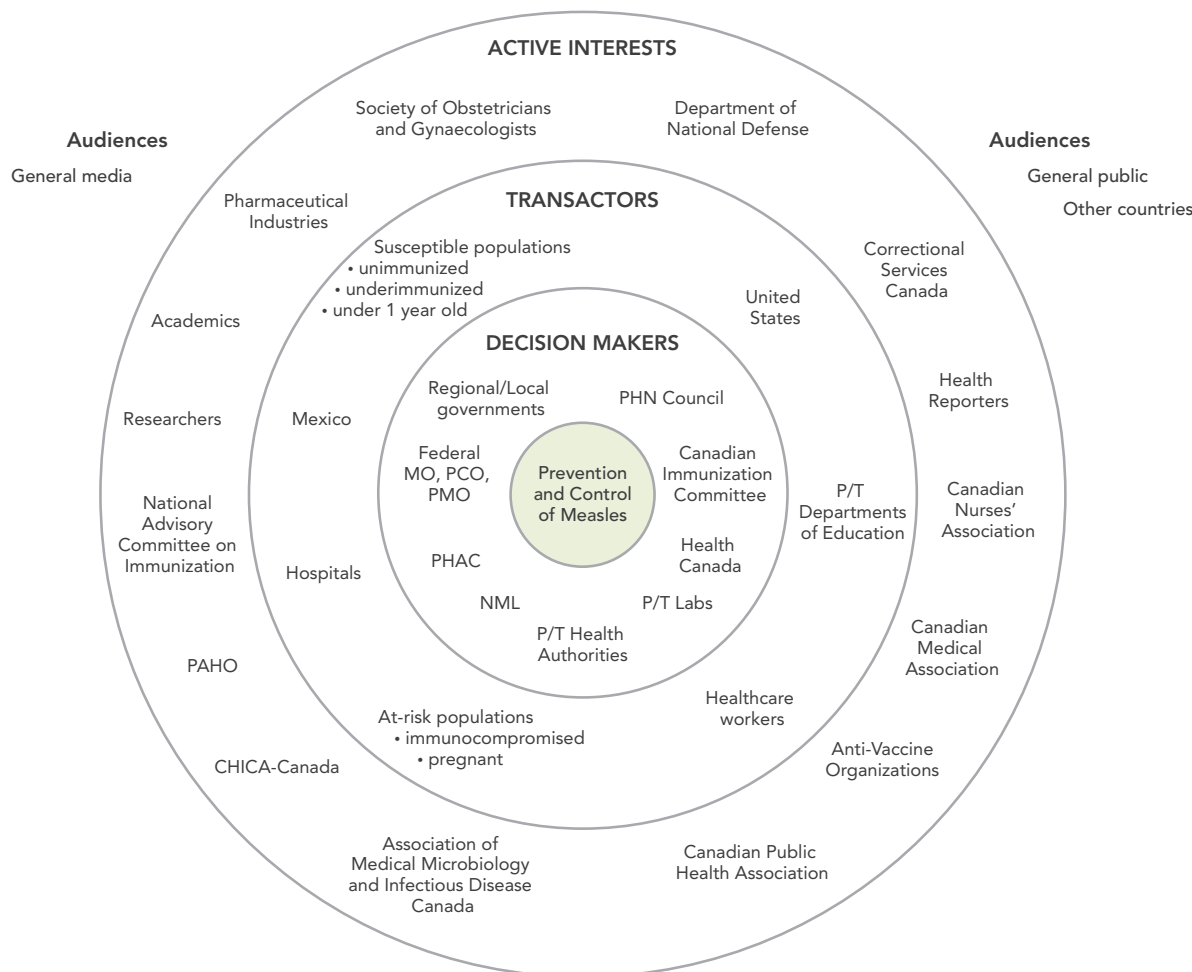 ACTIVE INTERESTS
Society of Obstetricians
and Gynaecologists
Department of
National Defense
Audiences
General media
Audiences
General public
Other countries
Pharmaceutical
Industries
TRANSACTORS
Susceptible populations
• unimmunized
• underimmunized
• under 1 year old
Correctional
Services
Canada
United
States
Academics
DECISION MAKERS
Regional/Local
governments
PHN Council
Health
Reporters
Researchers
Mexico
Federal
MO, PCO,
PMO
Prevention
and Control
of Measles
Canadian
Immunization
Committee
P/T
Departments
of Education
Canadian
Nurses’
Association
National
Advisory
Committee on
Immunization
Hospitals
PHAC
Health
Canada
NML
P/T Labs
P/T Health
Authorities
Canadian
Medical
Association
PAHO
Healthcare
workers
At-risk populations
• immunocompromised
• pregnant
Anti-Vaccine
Organizations
CHICA-Canada
Association of
Medical Microbiology
and Infectious Disease
Canada
Canadian Public
Health Association